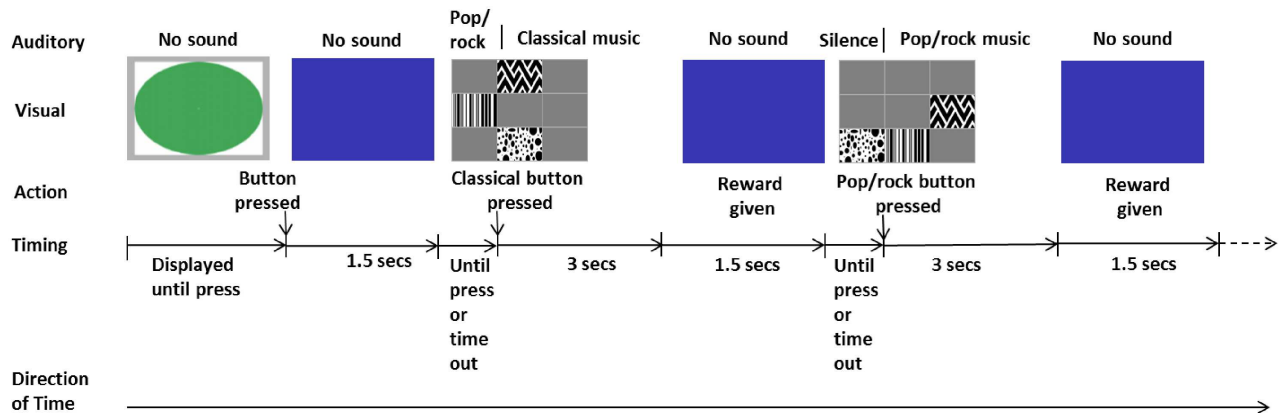 Auditory
No sound
No sound
Pop/
rock
Classical music
No sound
Silence
Pop/rock music
No sound
Visual
Action
Button
pressed
Classical button
pressed
Reward
given
Pop/rock button
pressed
Reward
given
Timing
Displayed
until press
1.5 secs
Until
press
or
time
out
3 secs
1.5 secs
Until
press
or
time
out
3 secs
1.5 secs
Direction
of Time